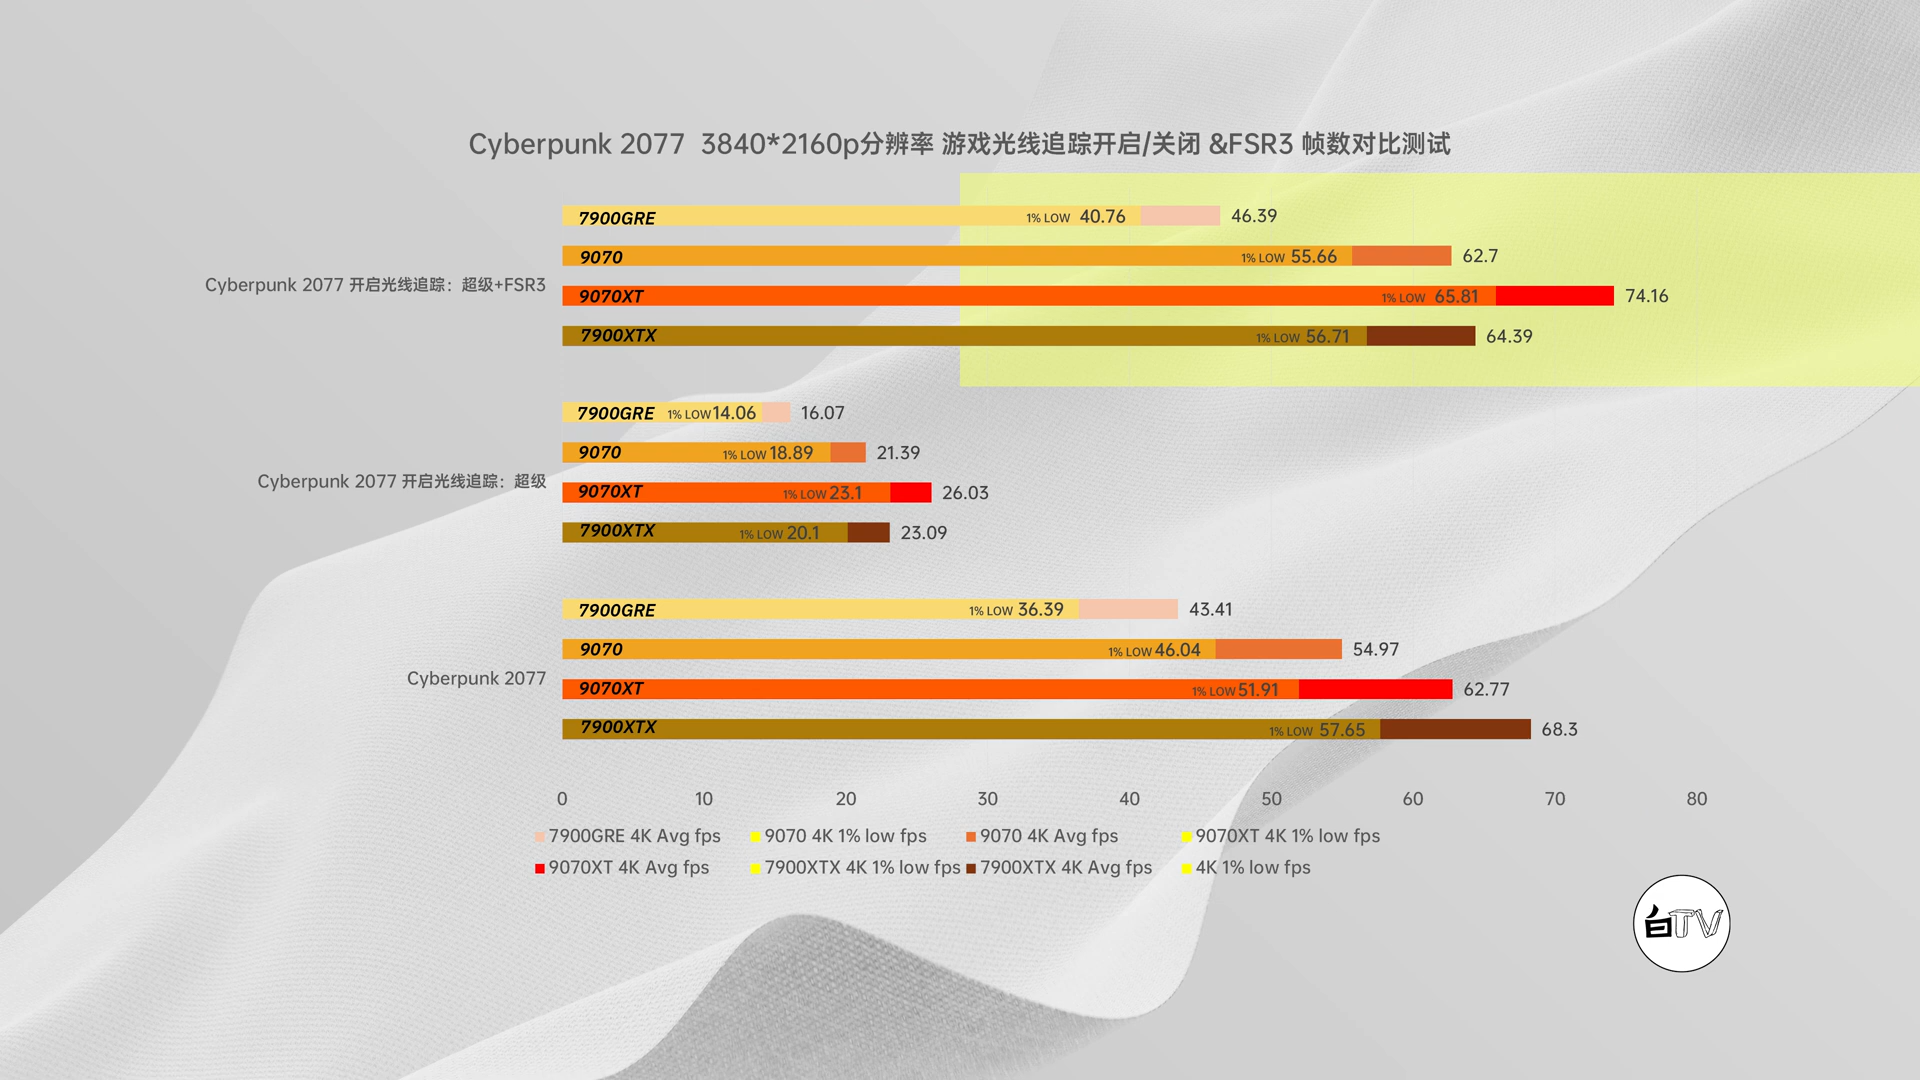 Cyberpunk 2077 3840*2160p分辨率 游戏光线追踪开启/关闭 &FSR3 帧数对比测试
7900GRE 1% LOW 40.76 46.39
9070 1% LOW 55.66 62.7
Cyberpunk 2077 开启光线追踪：超级+FSR3
9070XT 1% LOW 65.81 74.16
7900XTX 1% LOW 56.71 64.39
7900GRE 1% LOW 14.06 16.07
9070 1% LOW 18.89 21.39
Cyberpunk 2077 开启光线追踪：超级
9070XT 1% LOW 23.1 26.03
7900XTX 1% LOW 20.1 23.09
7900GRE 1% LOW 36.39 43.41
9070 1% LOW 46.04 54.97
Cyberpunk 2077
9070XT 1% LOW 51.91 62.77
7900XTX 1% LOW 57.65 68.3
0 10 20 30 40 50 60 70 80
7900GRE 4K Avg fps 9070 4K 1% low fps 9070 4K Avg fps 9070XT 4K 1% low fps
9070XT 4K Avg fps 7900XTX 4K 1% low fps 7900XTX 4K Avg fps 4K 1% low fps
白TV